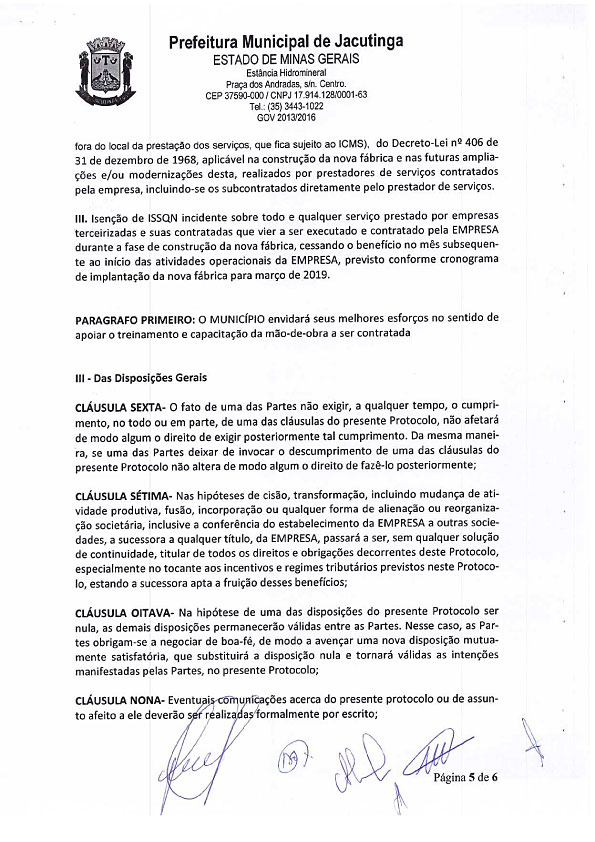 Prefeitura Municipal de Jacutinga
ESTADO DE MINAS GERAIS
Estância Hidromineral
Praça dos Andradas, s/n. Centro.
CEP 37590-000 / CNPJ 17.914.128/0001-63
Tel.: (35) 3443-1022
GOV 2013/2016
fora do local da prestação dos serviços, que fica sujeito ao ICMS), do Decreto-Lei nº 406 de
31 de dezembro de 1968, aplicável na construção da nova fábrica e nas futuras amplia-
ções e/ou modernizações desta, realizados por prestadores de serviços contratados
pela empresa, incluindo-se os subcontratados diretamente pelo prestador de serviços.
III. Isenção de ISSQN incidente sobre todo e qualquer serviço prestado por empresas
terceirizadas e suas contratadas que vier a ser executado e contratado pela EMPRESA
durante a fase de construção da nova fábrica, cessando o benefício no mês subsequen-
te ao início das atividades operacionais da EMPRESA, previsto conforme cronograma
de implantação da nova fábrica para março de 2019.
PARAGRAFO PRIMEIRO: O MUNICÍPIO envidará seus melhores esforços no sentido de
apoiar o treinamento e capacitação da mão-de-obra a ser contratada
III - Das Disposições Gerais
CLÁUSULA SEXTA- O fato de uma das Partes não exigir, a qualquer tempo, o cumpri-
mento, no todo ou em parte, de uma das cláusulas do presente Protocolo, não afetará
de modo algum o direito de exigir posteriormente tal cumprimento. Da mesma manei-
ra, se uma das Partes deixar de invocar o descumprimento de uma das cláusulas do
presente Protocolo não altera de modo algum o direito de fazê-lo posteriormente;
CLÁUSULA SÉTIMA- Nas hipóteses de cisão, transformação, incluindo mudança de ati-
vidade produtiva, fusão, incorporação ou qualquer forma de alienação ou reorganiza-
ção societária, inclusive a conferência do estabelecimento da EMPRESA a outras socie-
dades, a sucessora a qualquer título, da EMPRESA, passará a ser, sem qualquer solução
de continuidade, titular de todos os direitos e obrigações decorrentes deste Protocolo,
especialmente no tocante aos incentivos e regimes tributários previstos neste Protoco-
lo, estando a sucessora apta a fruição desses benefícios;
CLÁUSULA OITAVA- Na hipótese de uma das disposições do presente Protocolo ser
nula, as demais disposições permanecerão válidas entre as Partes. Nesse caso, as Par-
tes obrigam-se a negociar de boa-fé, de modo a avençar uma nova disposição mutua-
mente satisfatória, que substituirá a disposição nula e tornará válidas as intenções
manifestadas pelas Partes, no presente Protocolo;
CLÁUSULA NONA- Eventuais comunicações acerca do presente protocolo ou de assun-
to afeito a ele deverão ser realizadas formalmente por escrito;
Página 5 de 6